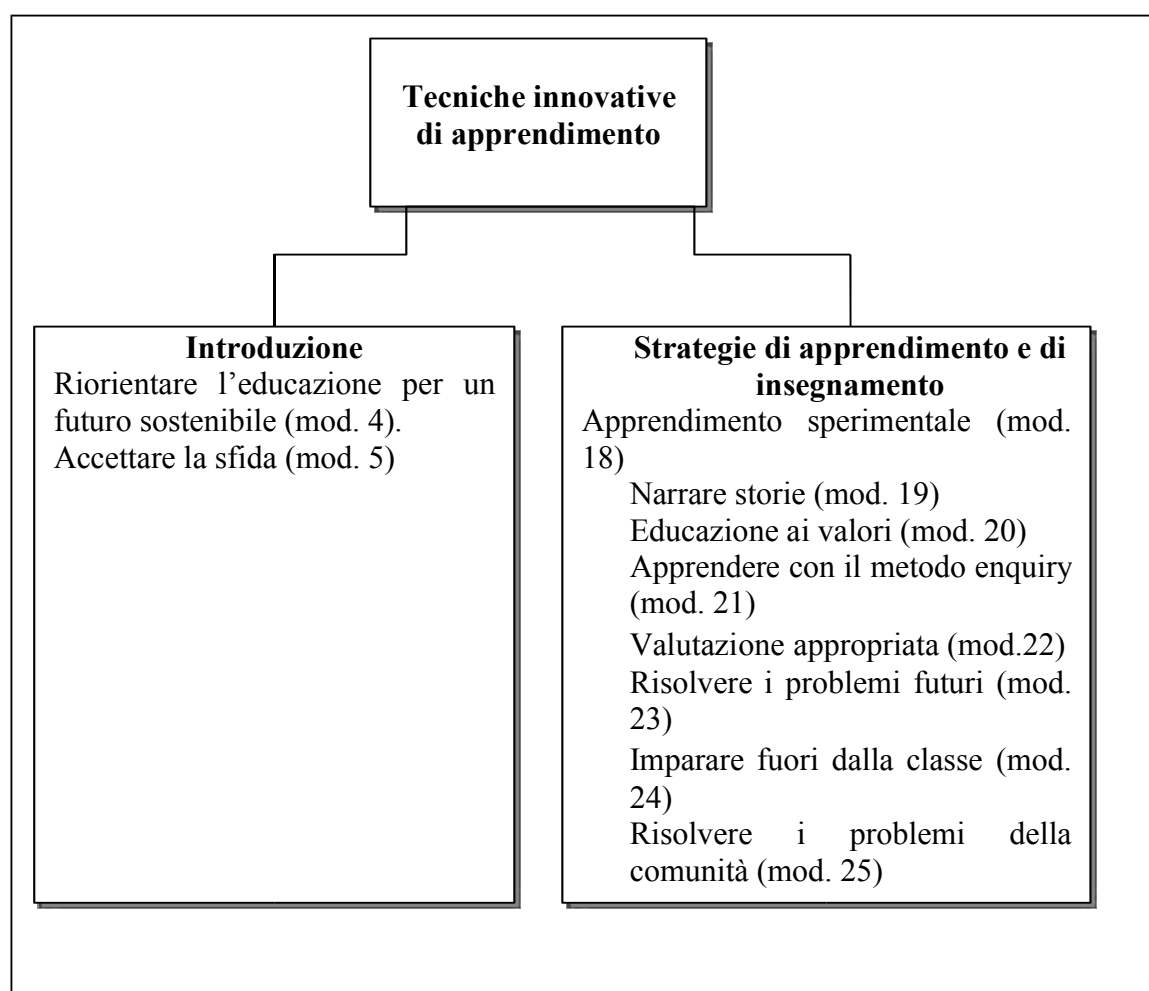 Tecniche innovative
di apprendimento
Introduzione
Riorientare l’educazione per un
futuro sostenibile (mod. 4).
Accettare la sfida (mod. 5)
Strategie di apprendimento e di
insegnamento
Apprendimento sperimentale (mod.
18)
Narrare storie (mod. 19)
Educazione ai valori (mod. 20)
Apprendere con il metodo enquiry
(mod. 21)
Valutazione appropriata (mod.22)
Risolvere i problemi futuri (mod.
23)
Imparare fuori dalla classe (mod.
24)
Risolvere i problemi della
comunità (mod. 25)